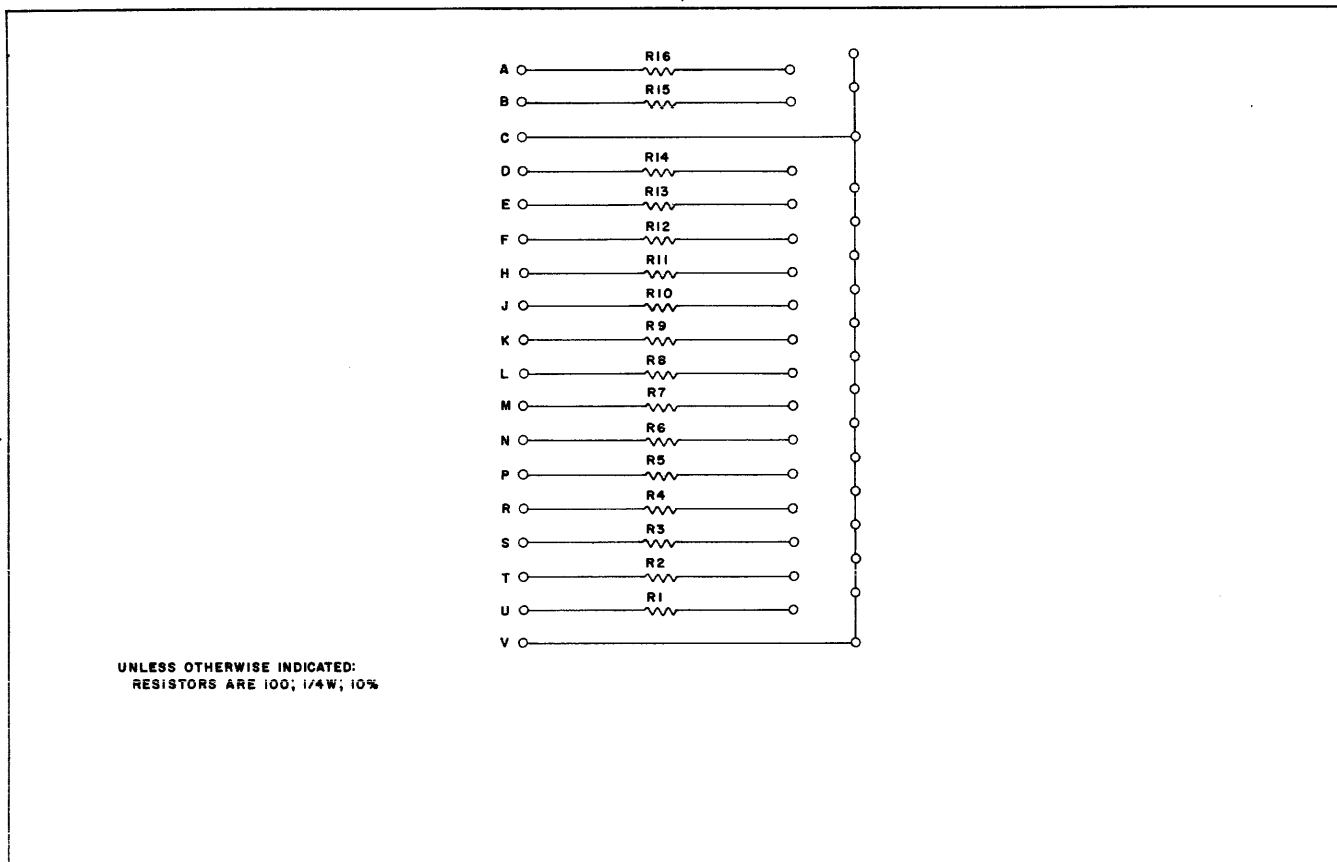 R16
A
R15
B
C
R14
D
R13
E
R12
F
R11
H
R10
J
R9
K
R8
L
R7
M
R6
N
R5
P
R4
R
R3
S
R2
T
R1
U
V
UNLESS OTHERWISE INDICATED:
RESISTORS ARE 100; 1/4W; 10%